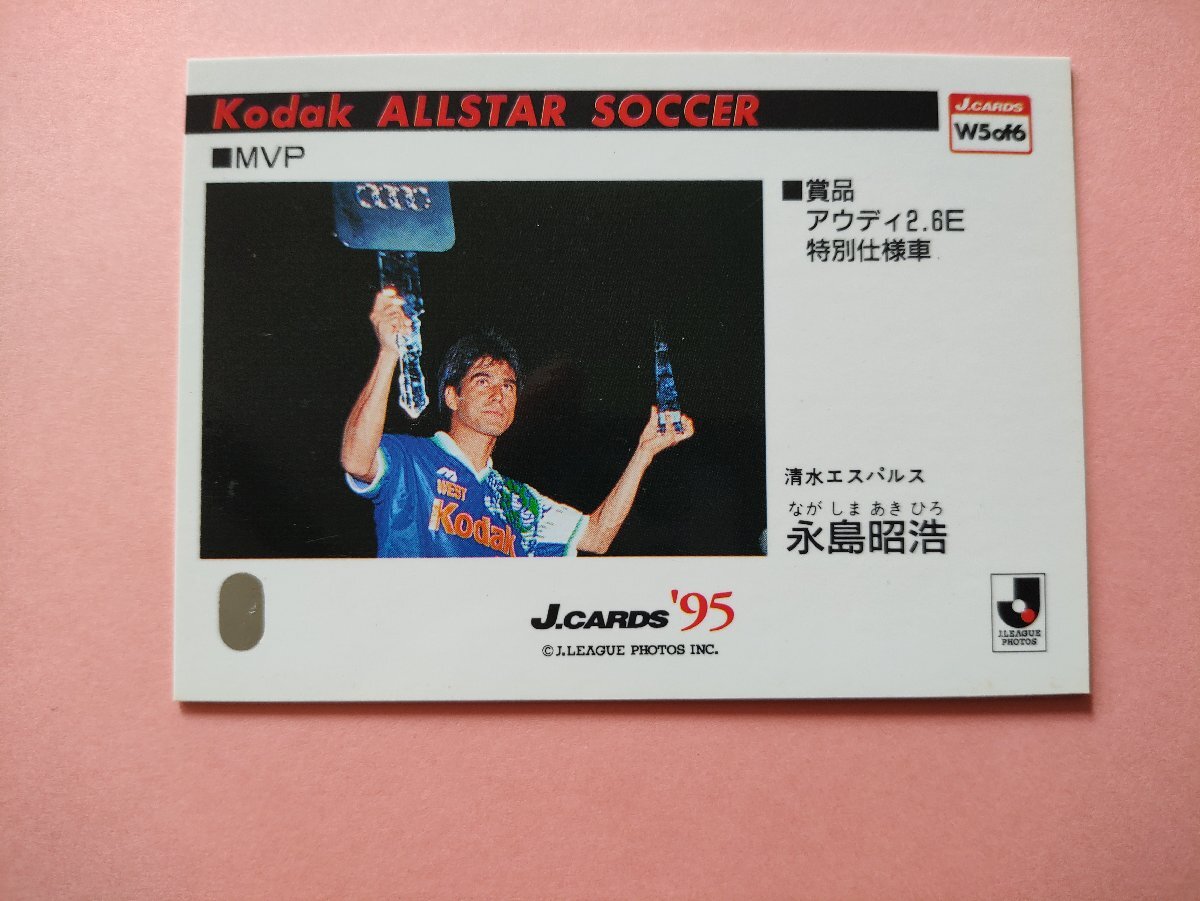 Kodak ALLSTAR SOCCER
J.CARDS
W5of6
■MVP
■賞品
アウディ2.6E
特別仕様車
WEST
Kodak
清水エスパルス
ながしまあきひろ
永島昭浩
J.CARDS '95
©J.LEAGUE PHOTOS INC.
J.LEAGUE
PHOTOS